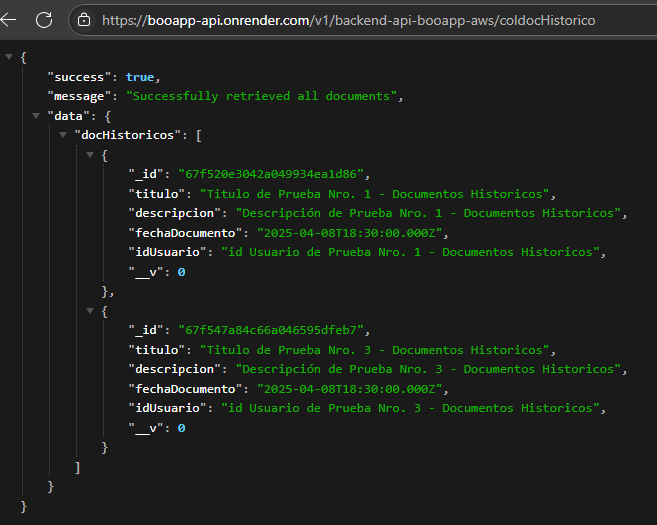 https://booapp-api.onrender.com/v1/backend-api-booapp-aws/coldocHistorico
{
"success": true,
"message": "Successfully retrieved all documents",
"data": {
"docHistoricos": [
{
"_id": "67f520e3042a049934ea1d86",
"titulo": "Titulo de Prueba Nro. 1 - Documentos Historicos",
"descripcion": "Descripción de Prueba Nro. 1 - Documentos Historicos",
"fechaDocumento": "2025-04-08T18:30:00.000Z",
"idUsuario": "id Usuario de Prueba Nro. 1 - Documentos Historicos",
"__v": 0
},
{
"_id": "67f547a84c66a046595dfeb7",
"titulo": "Titulo de Prueba Nro. 3 - Documentos Historicos",
"descripcion": "Descripción de Prueba Nro. 3 - Documentos Historicos",
"fechaDocumento": "2025-04-08T18:30:00.000Z",
"idUsuario": "id Usuario de Prueba Nro. 3 - Documentos Historicos",
"__v": 0
}
]
}
}